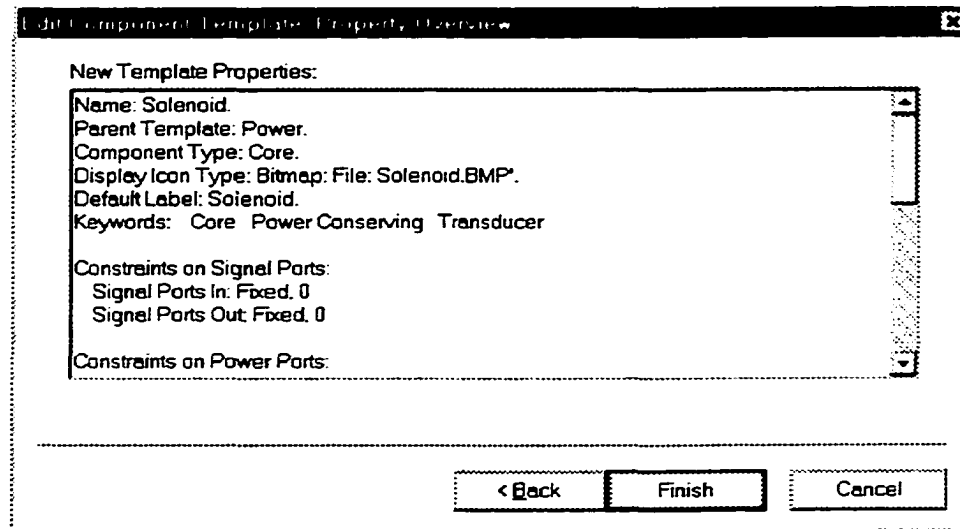 Edit Component Template: Property Overview
New Template Properties:
Name: Solenoid.
Parent Template: Power.
Component Type: Core.
Display Icon Type: Bitmap: File: Solenoid.BMP".
Default Label: Solenoid.
Keywords: Core Power Conserving Transducer
Constraints on Signal Ports:
Signal Ports In: Fixed, 0
Signal Ports Out: Fixed, 0
Constraints on Power Ports:
< Back Finish Cancel